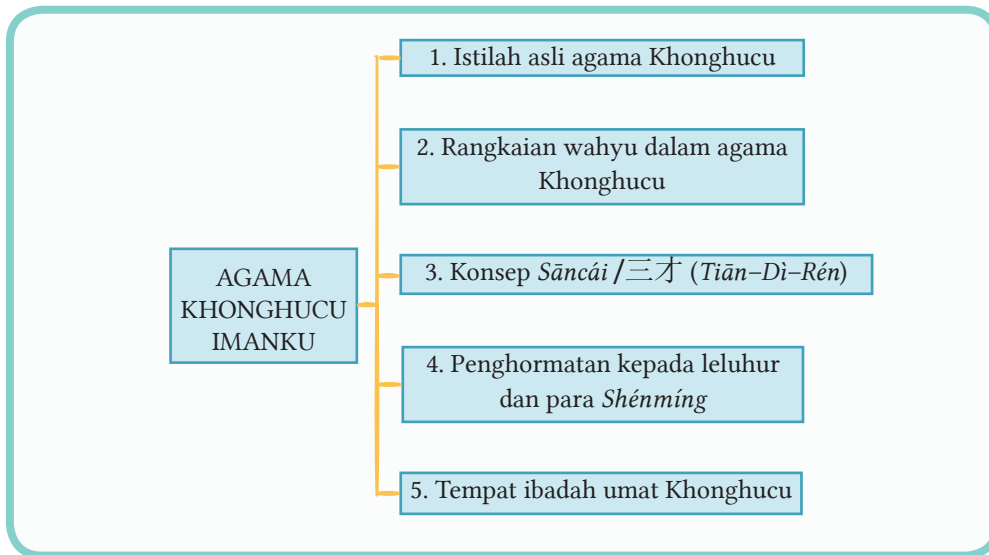 AGAMA
KHONGHUCU
IMANKU
1. Istilah asli agama Khonghucu
2. Rangkaian wahyu dalam agama
Khonghucu
3. Konsep Sāncái /三才 (Tiān–Dì–Rén)
4. Penghormatan kepada leluhur
dan para Shénmíng
5. Tempat ibadah umat Khonghucu